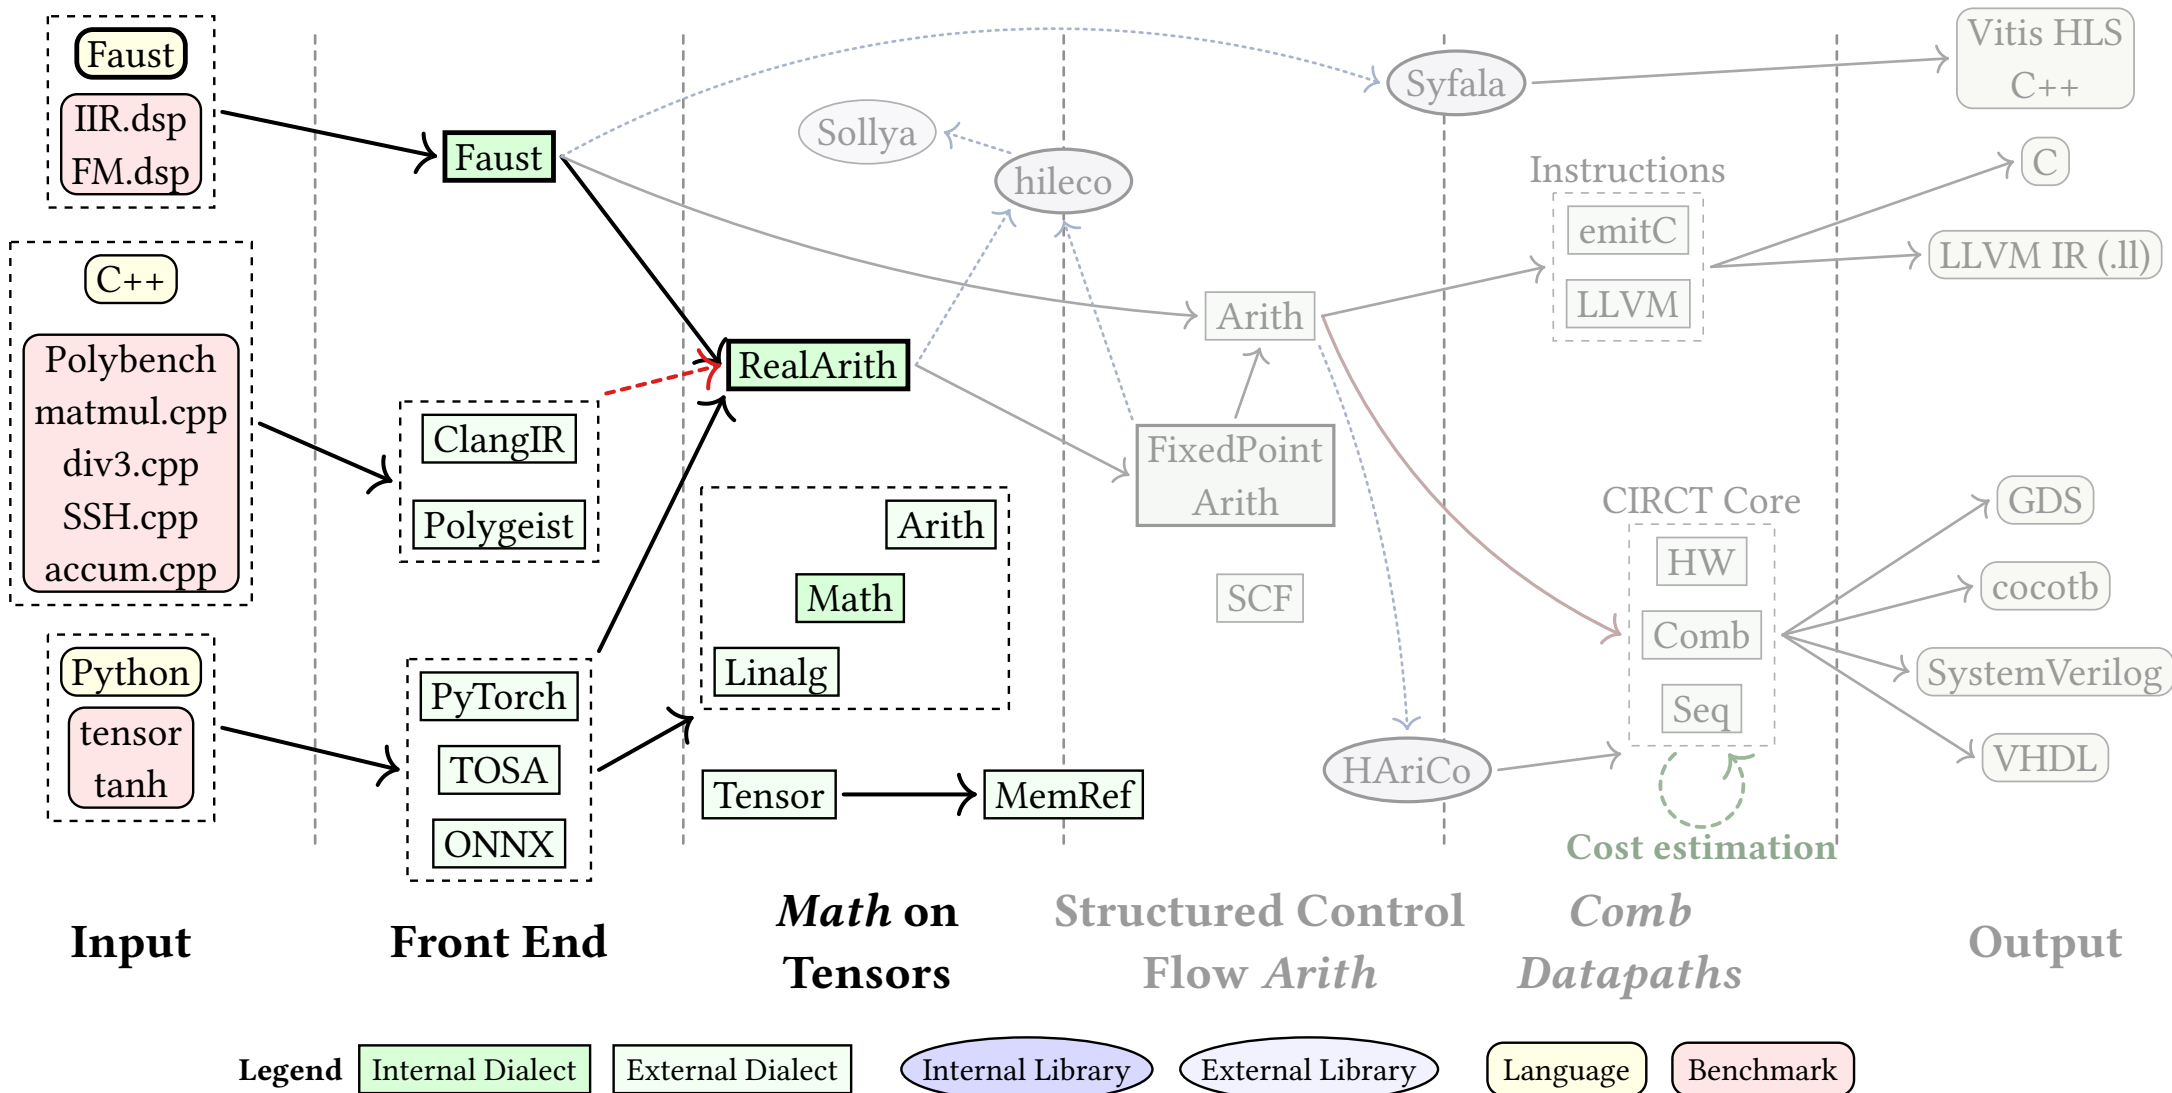 Faust
IIR.dsp
FM.dsp
C++
Polybench
matmul.cpp
div3.cpp
SSH.cpp
accum.cpp
Python
tensor
tanh
Faust
ClangIR
Polygeist
PyTorch
TOSA
ONNX
RealArith
Arith
Math
Linalg
Tensor
MemRef
Sollya
hileco
Arith
FixedPoint
Arith
SCF
Syfala
HAriCo
Instructions
emitC
LLVM
CIRCT Core
HW
Comb
Seq
Cost estimation
Vitis HLS
C++
C
LLVM IR (.ll)
GDS
cocotb
SystemVerilog
VHDL
Input
Front End
Math on
Tensors
Structured Control
Flow Arith
Comb
Datapaths
Output
Legend
Internal Dialect
External Dialect
Internal Library
External Library
Language
Benchmark